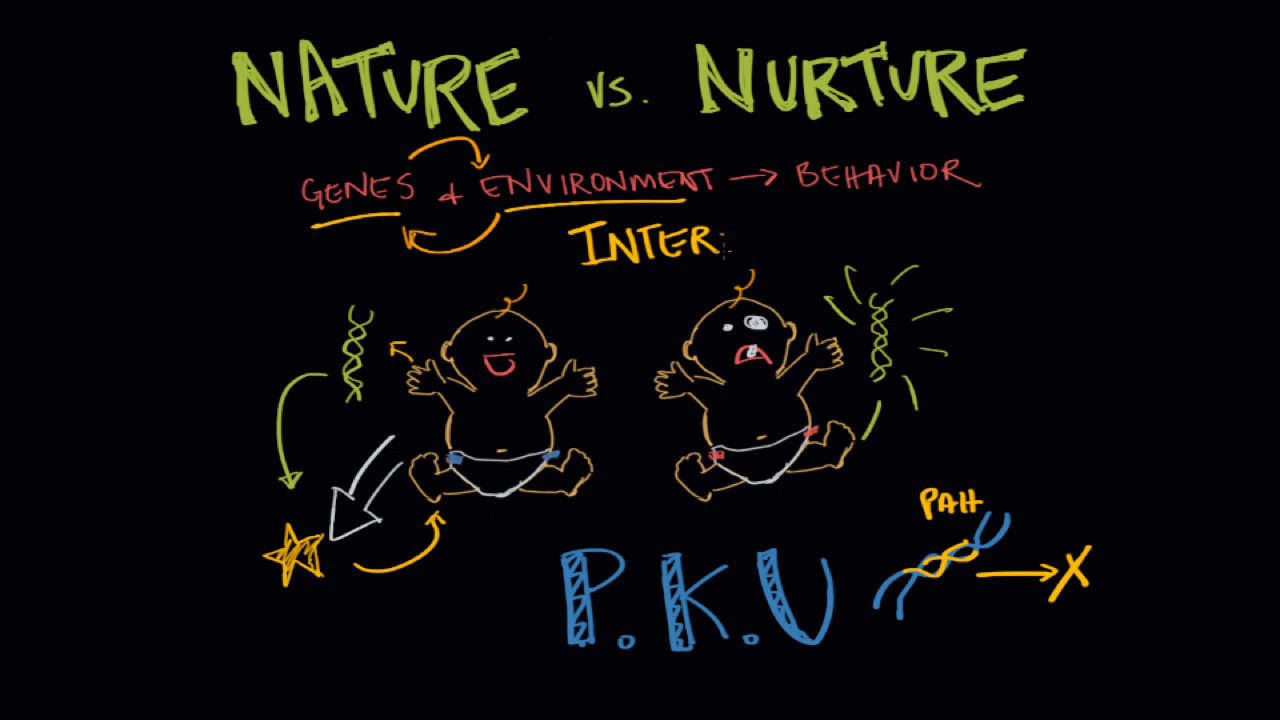 NATURE vs. NURTURE
GENES & ENVIRONMENT → BEHAVIOR
INTER
PAH
P.K.U
X